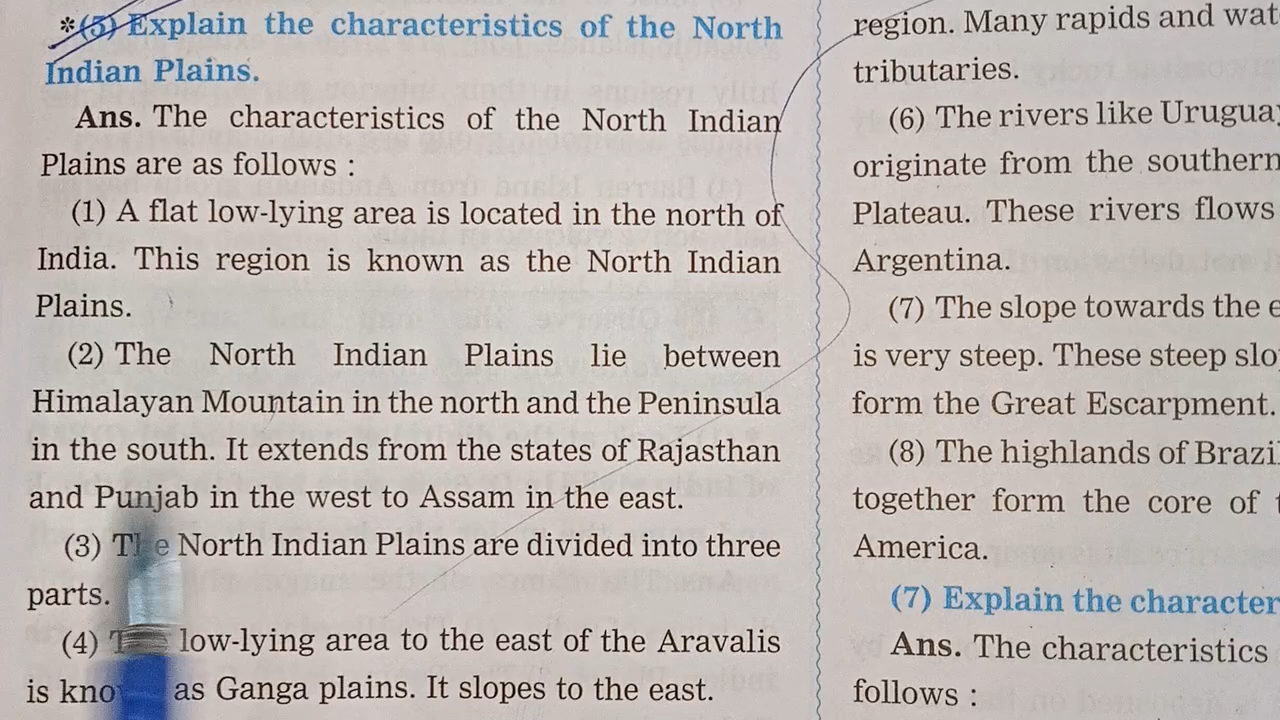 *(5) Explain the characteristics of the North
Indian Plains.
Ans. The characteristics of the North Indian
Plains are as follows :
(1) A flat low-lying area is located in the north of
India. This region is known as the North Indian
Plains.
(2) The North Indian Plains lie between
Himalayan Mountain in the north and the Peninsula
in the south. It extends from the states of Rajasthan
and Punjab in the west to Assam in the east.
(3) The North Indian Plains are divided into three
parts.
(4) low-lying area to the east of the Aravalis
is as Ganga plains. It slopes to the east.
region. Many rapids and
tributaries.
(6) The rivers like
originate from the southern
Plateau. These rivers flows
Argentina.
(7) The slope towards the
is very steep. These steep
form the Great Escarpment.
(8) The highlands of
together form the core of
America.
(7) Explain the
Ans. The characteristics
follows :